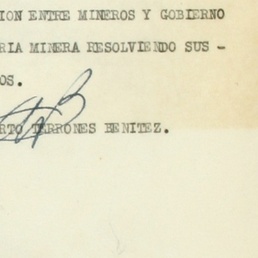 ION ENTRE MINEROS Y GOBIERNO
RIA MINERA RESOLVIENDO SUS -
OS.
RTO TERRONES BENITEZ.